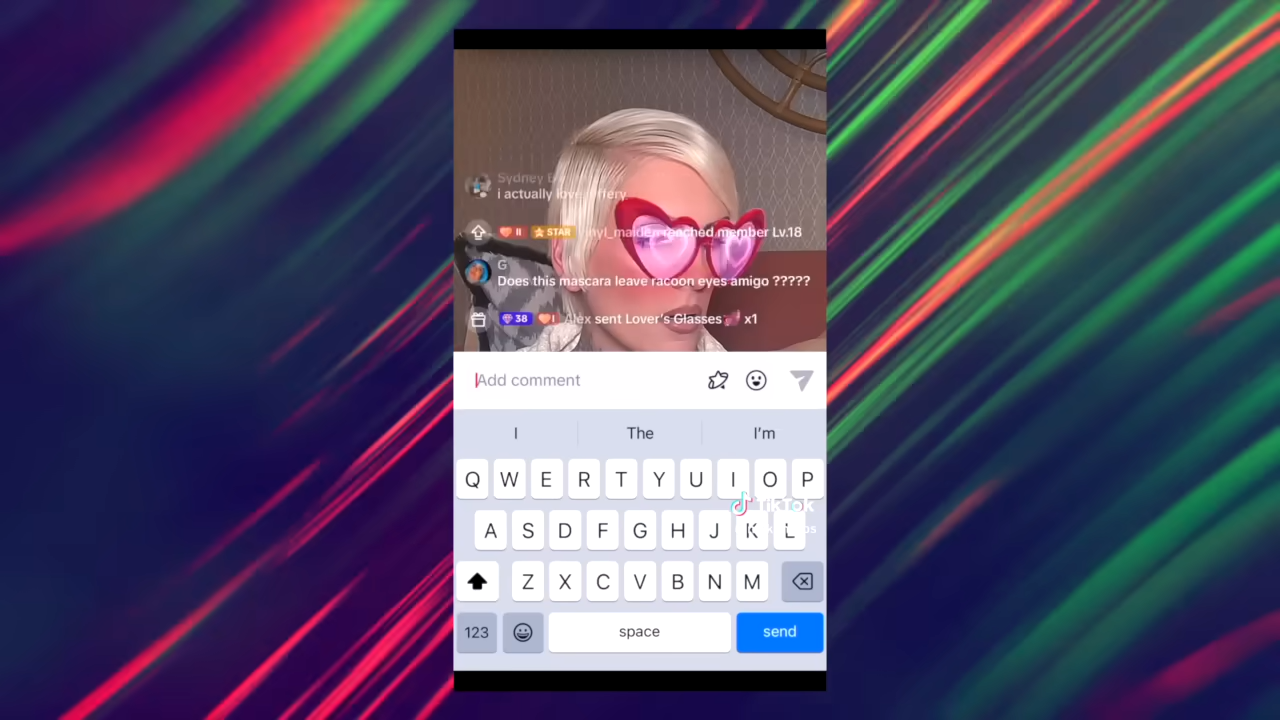 Sydney
i actually love
STAR
reached member Lv.18
G
Does this mascara leave racoon eyes amigo ?????
38 Alex sent Lover's Glasses x1
Add comment
I The I'm
Q W E R T Y U I O P
TikTok
A S D F G H J K L
Z X C V B N M
123 space send